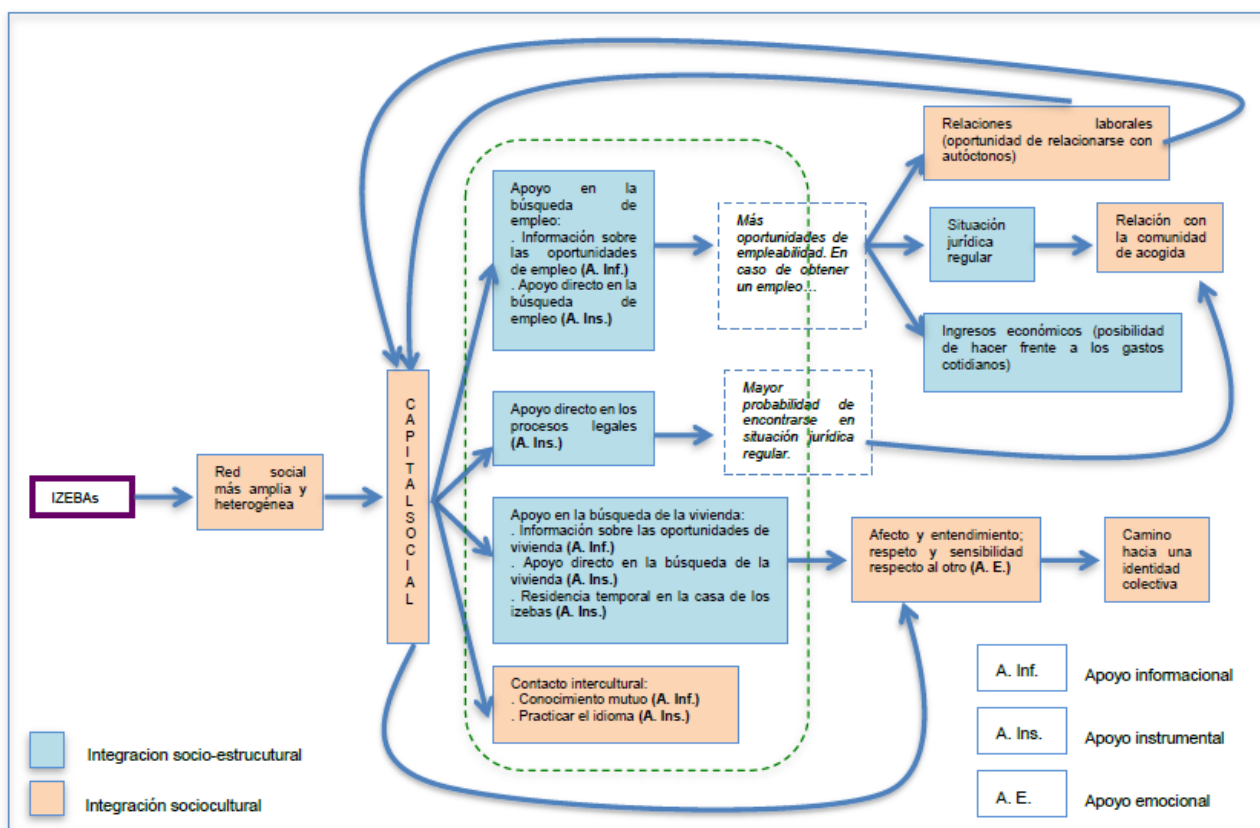 Relaciones laborales
(oportunidad de relacionarse con
autóctonos)
Apoyo en la
búsqueda de
empleo:
. Información sobre
las oportunidades
de empleo (A. Inf.)
. Apoyo directo en la
búsqueda de
empleo (A. Ins.)
Más
oportunidades de
empleabilidad. En
caso de obtener
un empleo…
Situación
jurídica
regular
Relación con
la comunidad
de acogida
Ingresos económicos (posibilidad
de hacer frente a los gastos
cotidianos)
Apoyo directo en los
procesos legales
(A. Ins.)
Mayor
probabilidad de
encontrarse en
situación jurídica
regular.
IZEBAs
Red social
más amplia y
heterogénea
C
A
P
I
T
A
L
S
O
C
I
A
L
Apoyo en la búsqueda de la vivienda:
. Información sobre las oportunidades de
vivienda (A. Inf.)
. Apoyo directo en la búsqueda de la
vivienda (A. Ins.)
. Residencia temporal en la casa de los
izebas (A. Ins.)
Afecto y entendimiento;
respeto y sensibilidad
respecto al otro (A. E.)
Camino
hacia una
identidad
colectiva
Contacto intercultural:
. Conocimiento mutuo (A. Inf.)
. Practicar el idioma (A. Ins.)
Integracion socio-estrucutural
Integración sociocultural
A. Inf. Apoyo informacional
A. Ins. Apoyo instrumental
A. E. Apoyo emocional